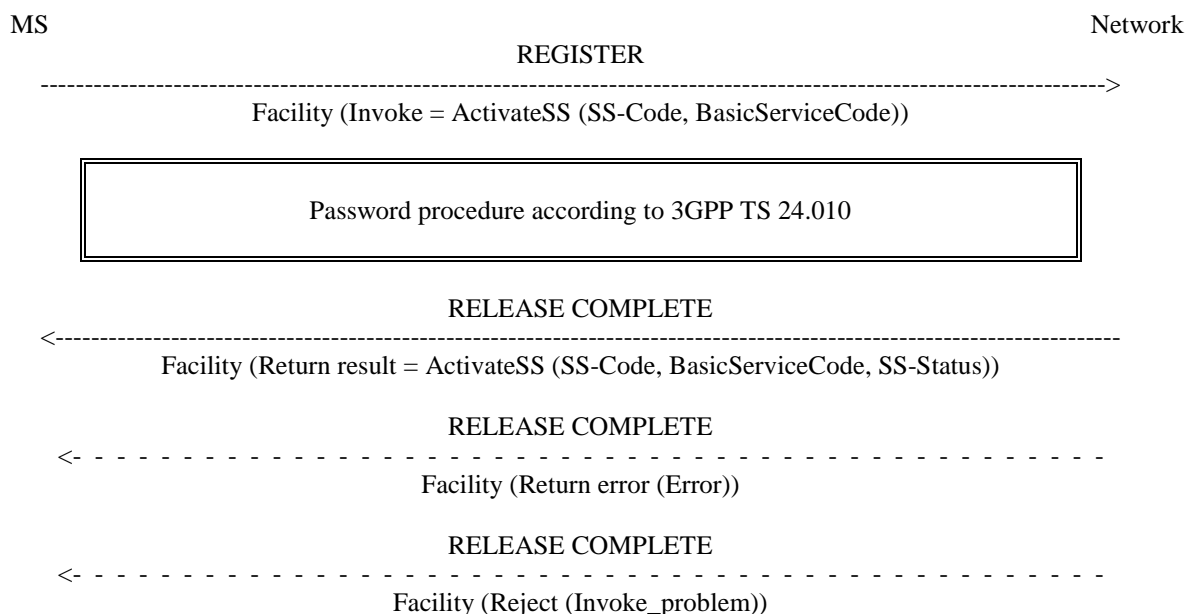 MS Network
REGISTER
------------------------------------------------------------------------------------------------------------------------>
Facility (Invoke = ActivateSS (SS-Code, BasicServiceCode))
Password procedure according to 3GPP TS 24.010
RELEASE COMPLETE
<------------------------------------------------------------------------------------------------------------------------
Facility (Return result = ActivateSS (SS-Code, BasicServiceCode, SS-Status))
RELEASE COMPLETE
<- - - - - - - - - - - - - - - - - - - - - - - - - - - - - - - - - - - - - - - - - - - - - - - - -
Facility (Return error (Error))
RELEASE COMPLETE
<- - - - - - - - - - - - - - - - - - - - - - - - - - - - - - - - - - - - - - - - - - - - - - - - -
Facility (Reject (Invoke_problem))